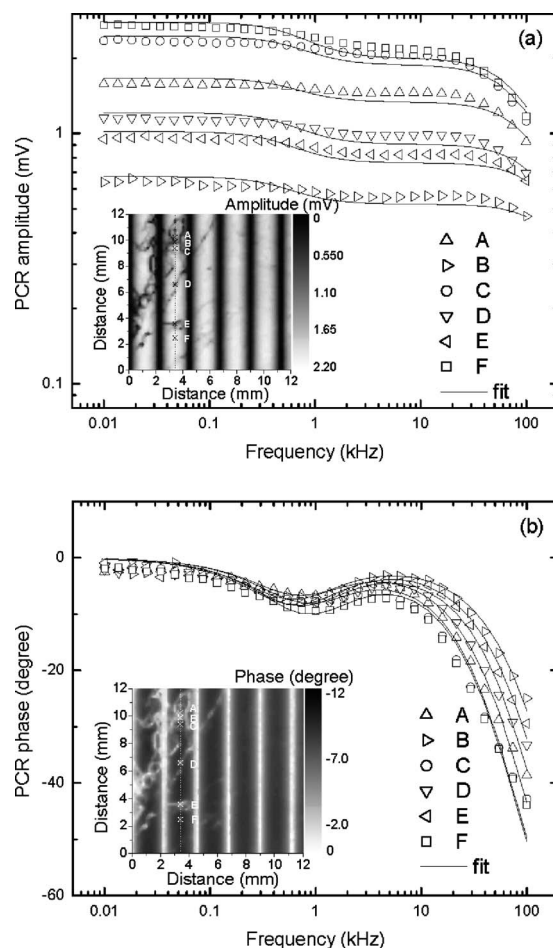 (a)
1
0.1
PCR amplitude (mV)
Amplitude (mV)
0
0.550
1.10
1.65
2.20
12
10
8
6
4
2
0
Distance (mm)
A
B
C
D
E
F
0 2 4 6 8 10 12
Distance (mm)
A
B
C
D
E
F
fit
0.01 0.1 1 10 100
Frequency (kHz)
(b)
0
-20
-40
-60
PCR phase (degree)
Phase (degree)
-12
-7.0
-2.0
0
12
10
8
6
4
2
0
Distance (mm)
A
B
C
D
E
F
0 2 4 6 8 10 12
Distance (mm)
A
B
C
D
E
F
fit
0.01 0.1 1 10 100
Frequency (kHz)